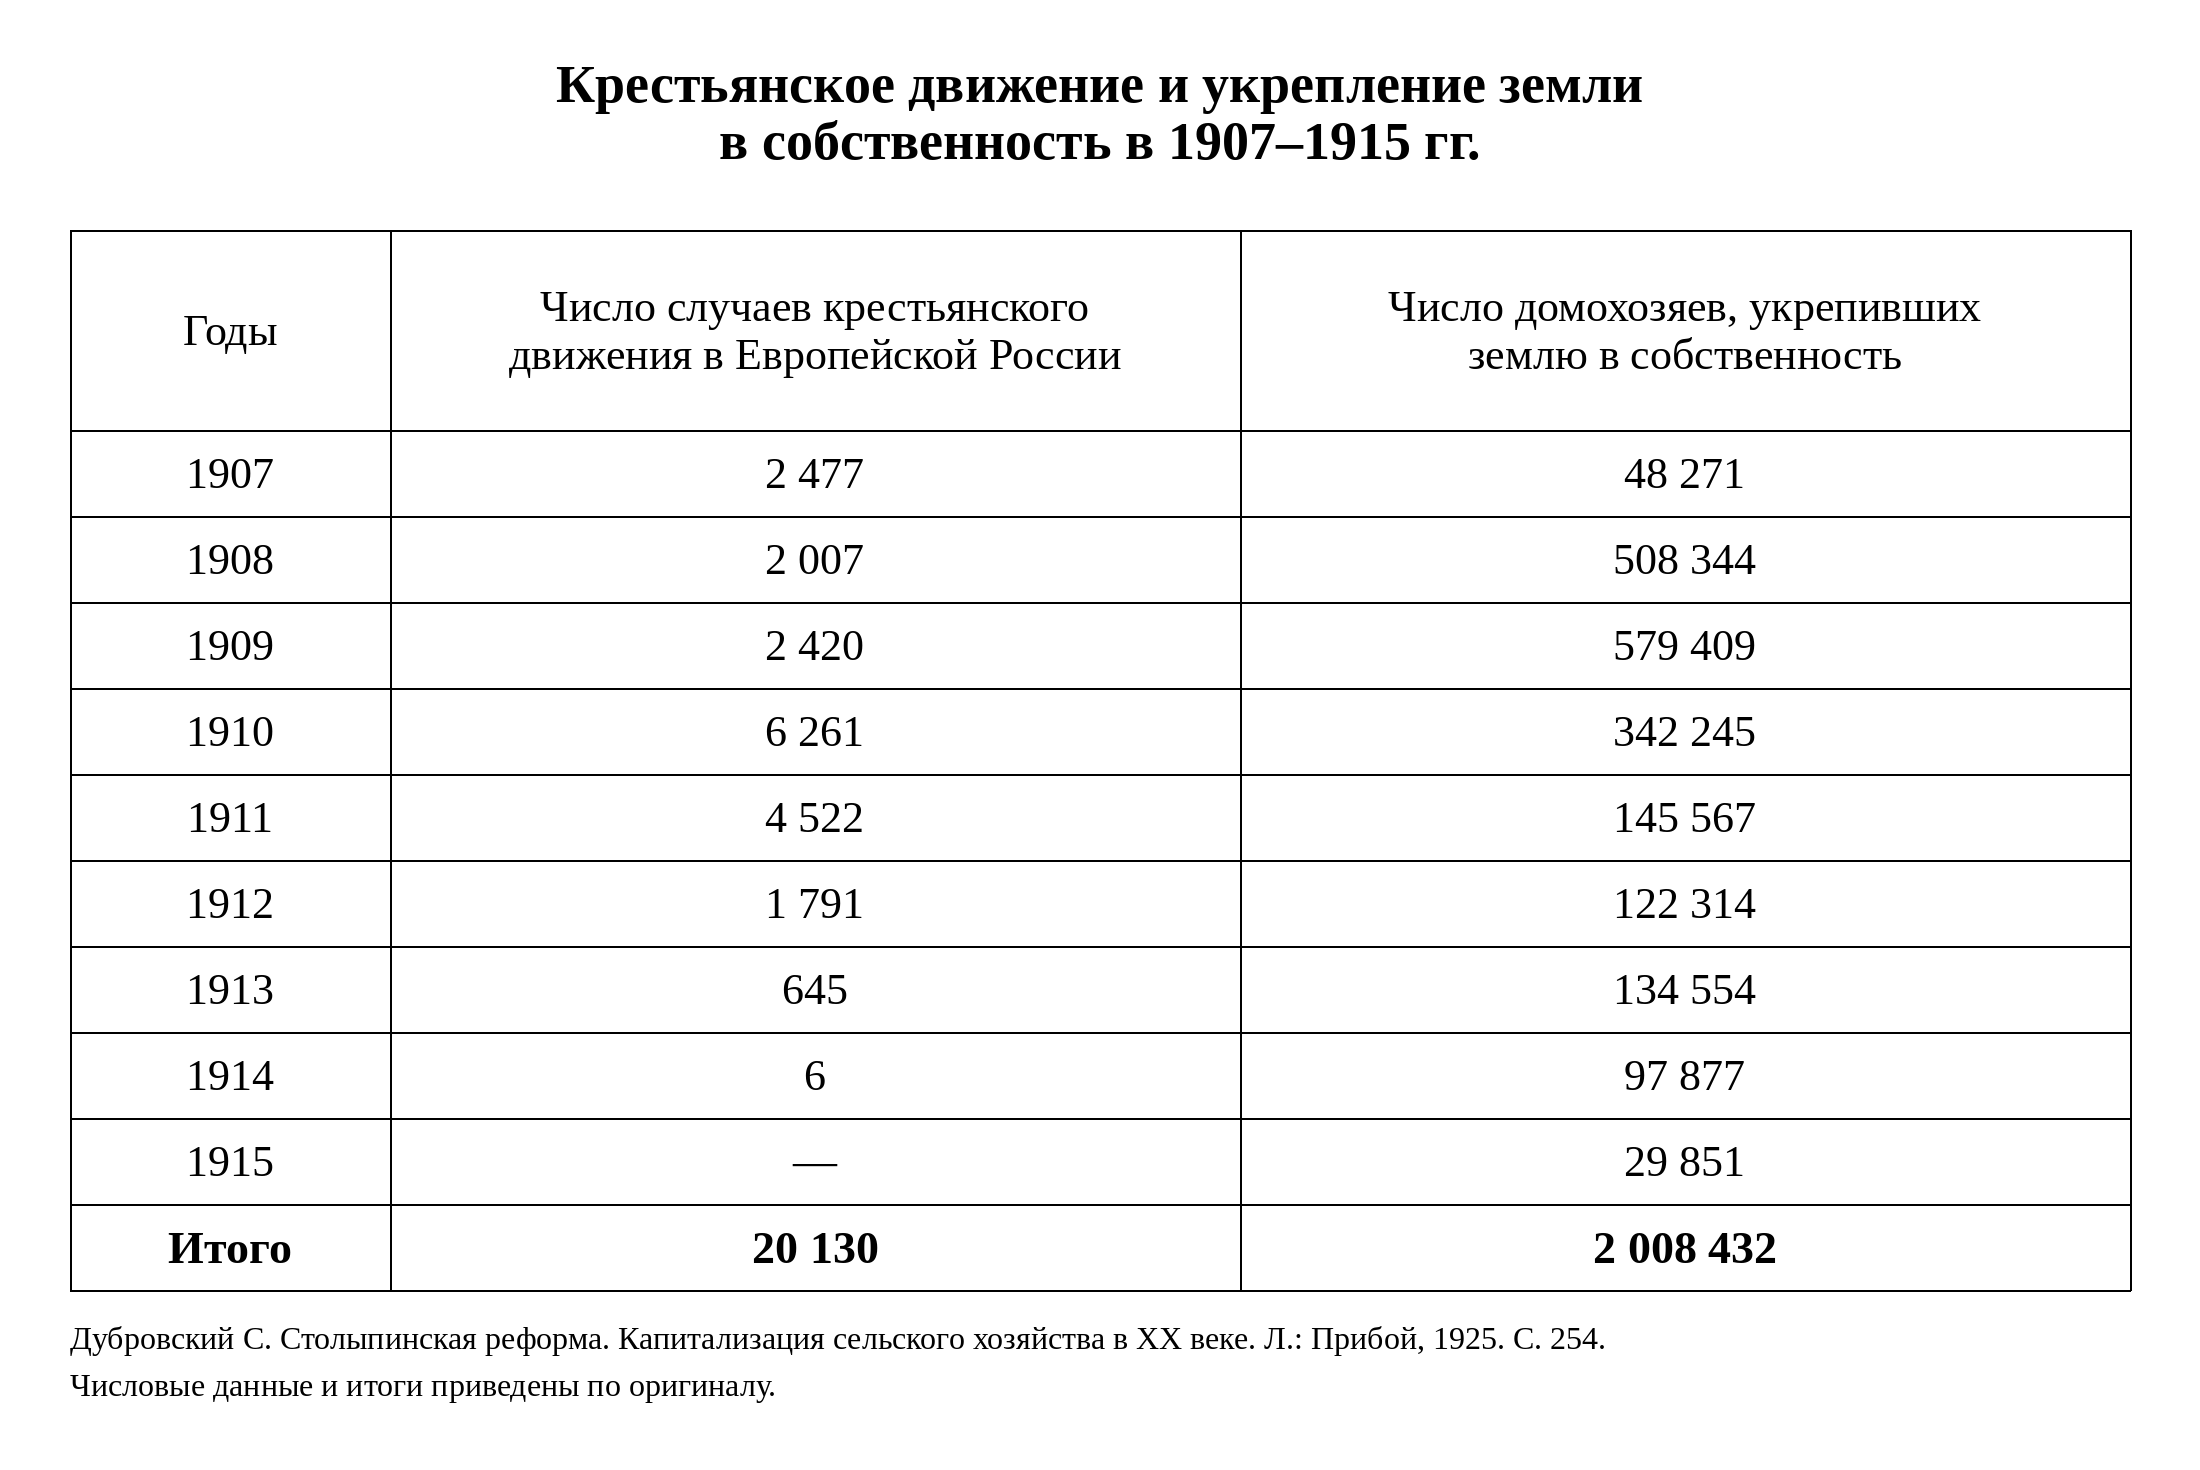 Крестьянское движение и укрепление земли
в собственность в 1907–1915 гг.
Годы
Число случаев крестьянского
движения в Европейской России
Число домохозяев, укрепивших
землю в собственность
1907 2 477 48 271
1908 2 007 508 344
1909 2 420 579 409
1910 6 261 342 245
1911 4 522 145 567
1912 1 791 122 314
1913 645 134 554
1914 6 97 877
1915 — 29 851
Итого 20 130 2 008 432
Дубровский С. Столыпинская реформа. Капитализация сельского хозяйства в XX веке. Л.: Прибой, 1925. С. 254.
Числовые данные и итоги приведены по оригиналу.